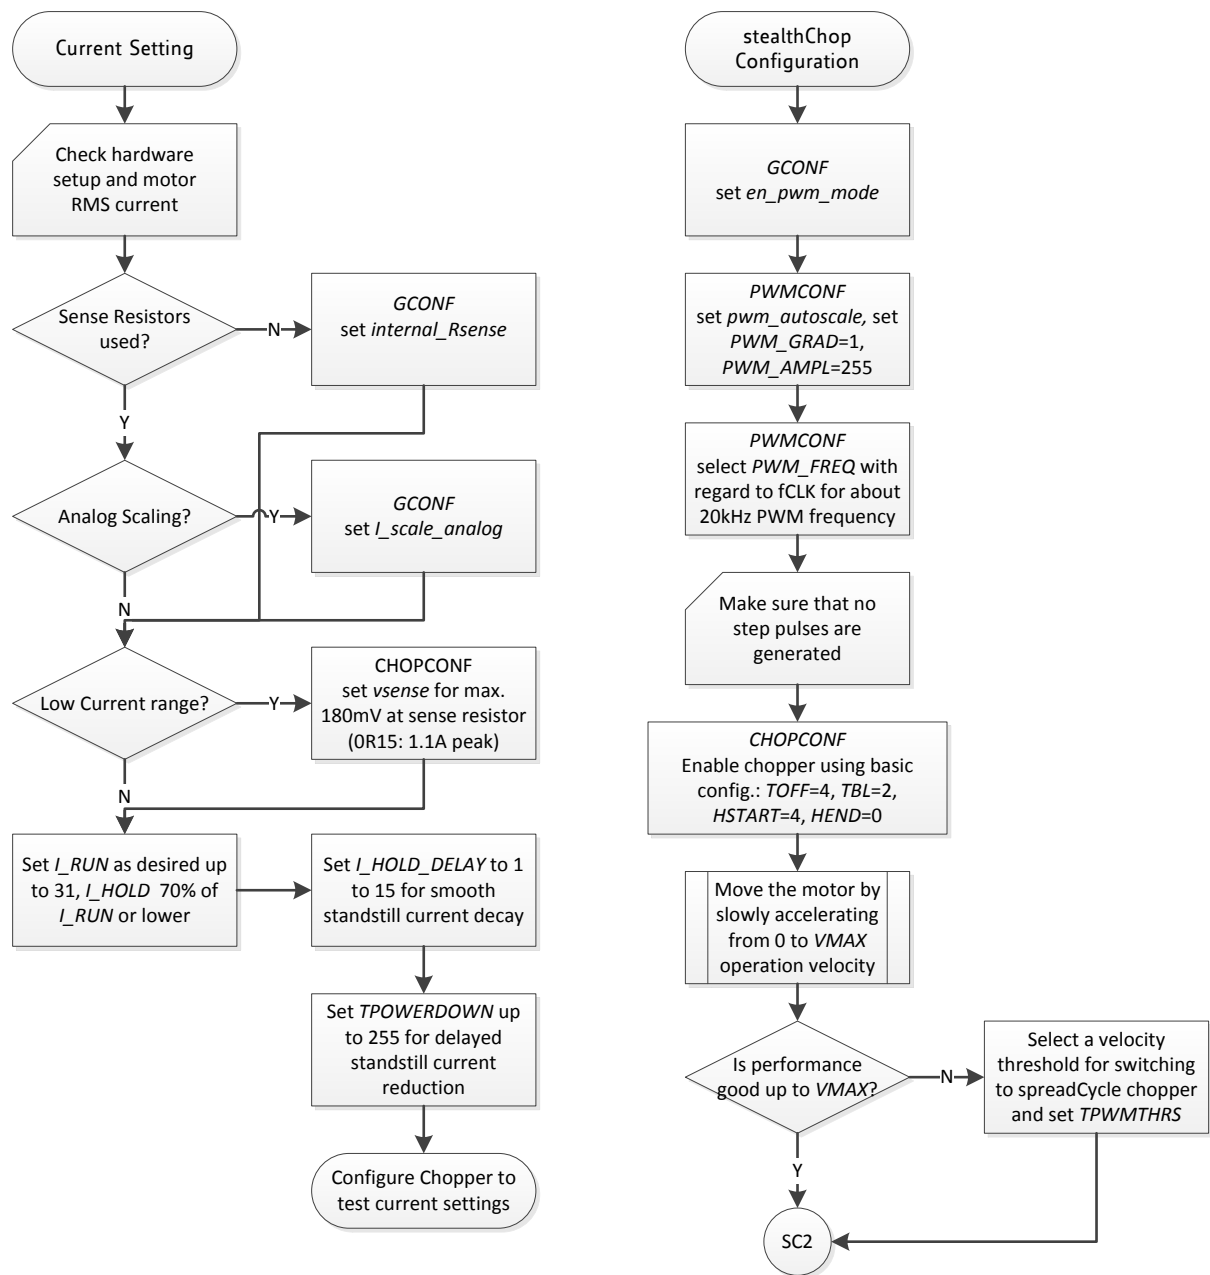 Current Setting
Check hardware
setup and motor
RMS current
Sense Resistors
used?
N
GCONF
set internal_Rsense
Y
Analog Scaling?
Y
GCONF
set I_scale_analog
N
Low Current range?
Y
CHOPCONF
set vsense for max.
180mV at sense resistor
(0R15: 1.1A peak)
N
Set I_RUN as desired up
to 31, I_HOLD 70% of
I_RUN or lower
Set I_HOLD_DELAY to 1
to 15 for smooth
standstill current decay
Set TPOWERDOWN up
to 255 for delayed
standstill current
reduction
Configure Chopper to
test current settings
stealthChop
Configuration
GCONF
set en_pwm_mode
PWMCONF
set pwm_autoscale, set
PWM_GRAD=1,
PWM_AMPL=255
PWMCONF
select PWM_FREQ with
regard to fCLK for about
20kHz PWM frequency
Make sure that no
step pulses are
generated
CHOPCONF
Enable chopper using basic
config.: TOFF=4, TBL=2,
HSTART=4, HEND=0
Move the motor by
slowly accelerating
from 0 to VMAX
operation velocity
Is performance
good up to VMAX?
N
Select a velocity
threshold for switching
to spreadCycle chopper
and set TPWMTHRS
Y
SC2